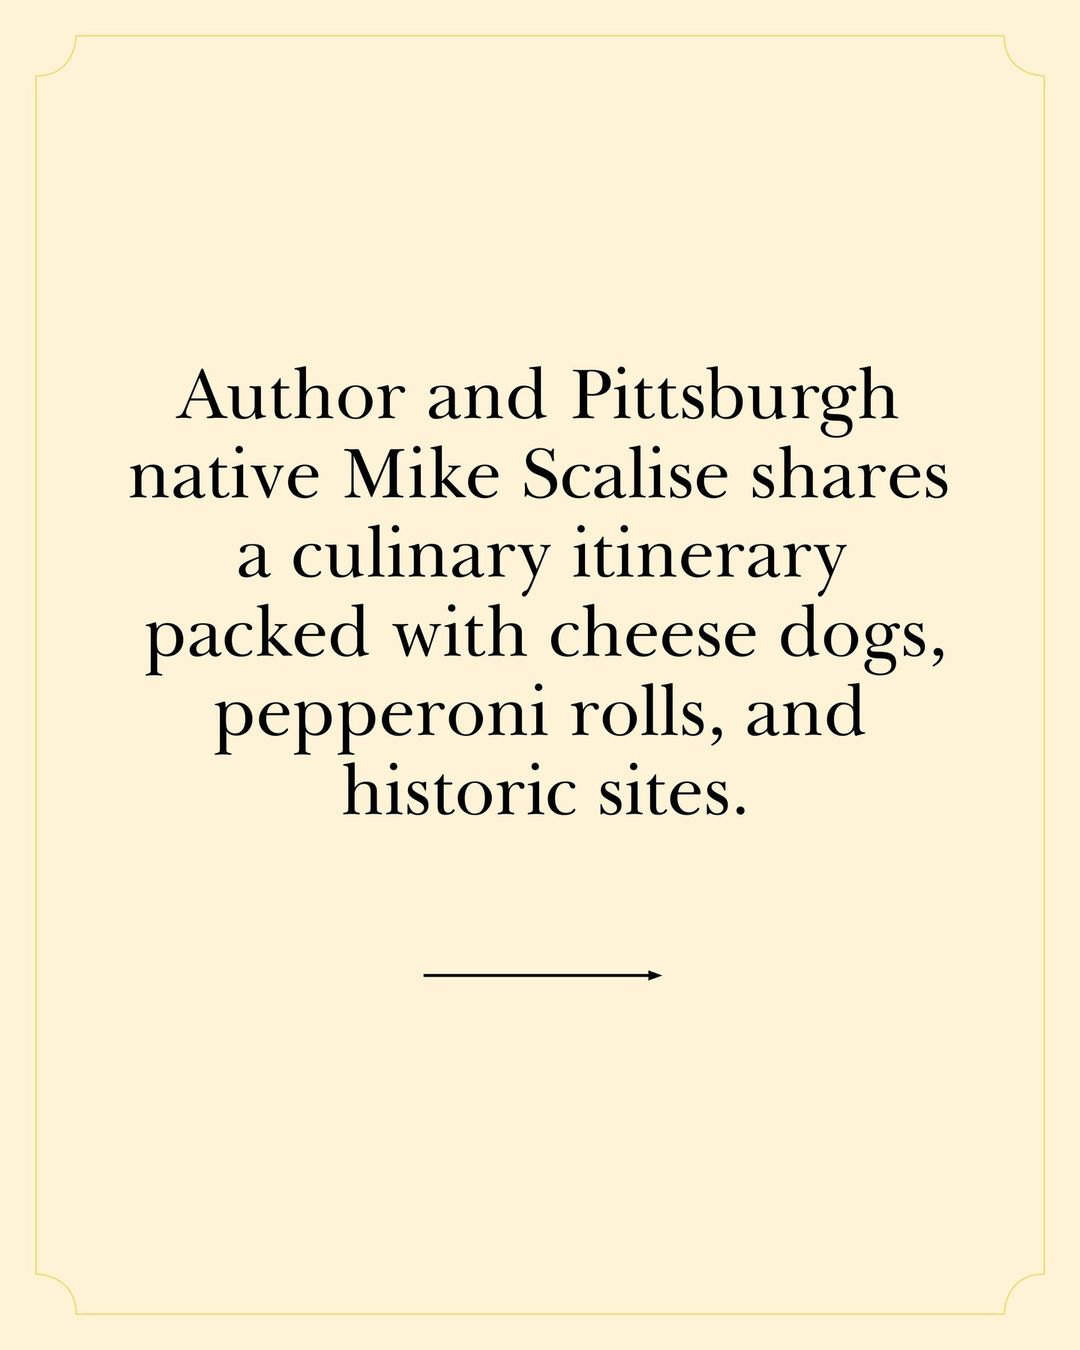 Author and Pittsburgh
native Mike Scalise shares
a culinary itinerary
packed with cheese dogs,
pepperoni rolls, and
historic sites.